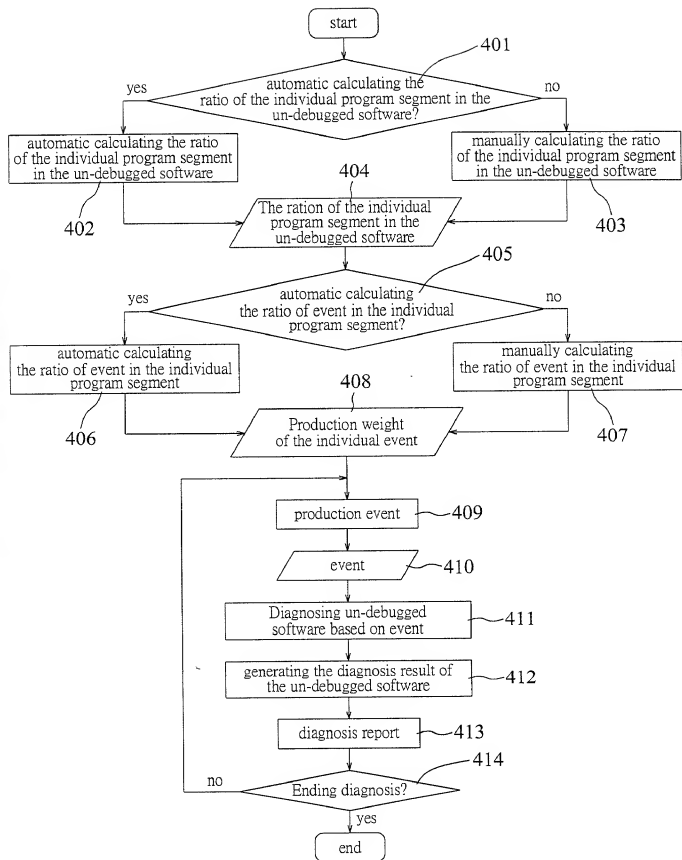 start
401
yes
automatic calculating the
ratio of the individual program segment in the
un-debugged software?
no
automatic calculating the ratio
of the individual program segment
in the un-debugged software
402
manually calculating the ratio
of the individual program segment
in the un-debugged software
403
404
The ration of the individual
program segment in the
un-debugged software
405
yes
automatic calculating
the ratio of event in the individual
program segment?
no
automatic calculating
the ratio of event in the individual
program segment
406
manually calculating
the ratio of event in the individual
program segment
407
408
Production weight
of the individual event
production event
409
event
410
Diagnosing un-debugged
software based on event
411
generating the diagnosis result of
the un-debugged software
412
diagnosis report
413
414
no
Ending diagnosis?
yes
end